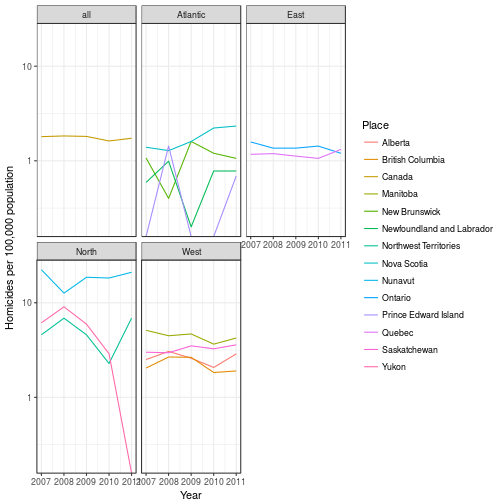 all
Atlantic
East
10
1
2007 2008 2009 2010 2011
North
West
10
1
2007 2008 2009 2010 2011
2007 2008 2009 2010 2011
Year
Homicides per 100,000 population
Place
Alberta
British Columbia
Canada
Manitoba
New Brunswick
Newfoundland and Labrador
Northwest Territories
Nova Scotia
Nunavut
Ontario
Prince Edward Island
Quebec
Saskatchewan
Yukon